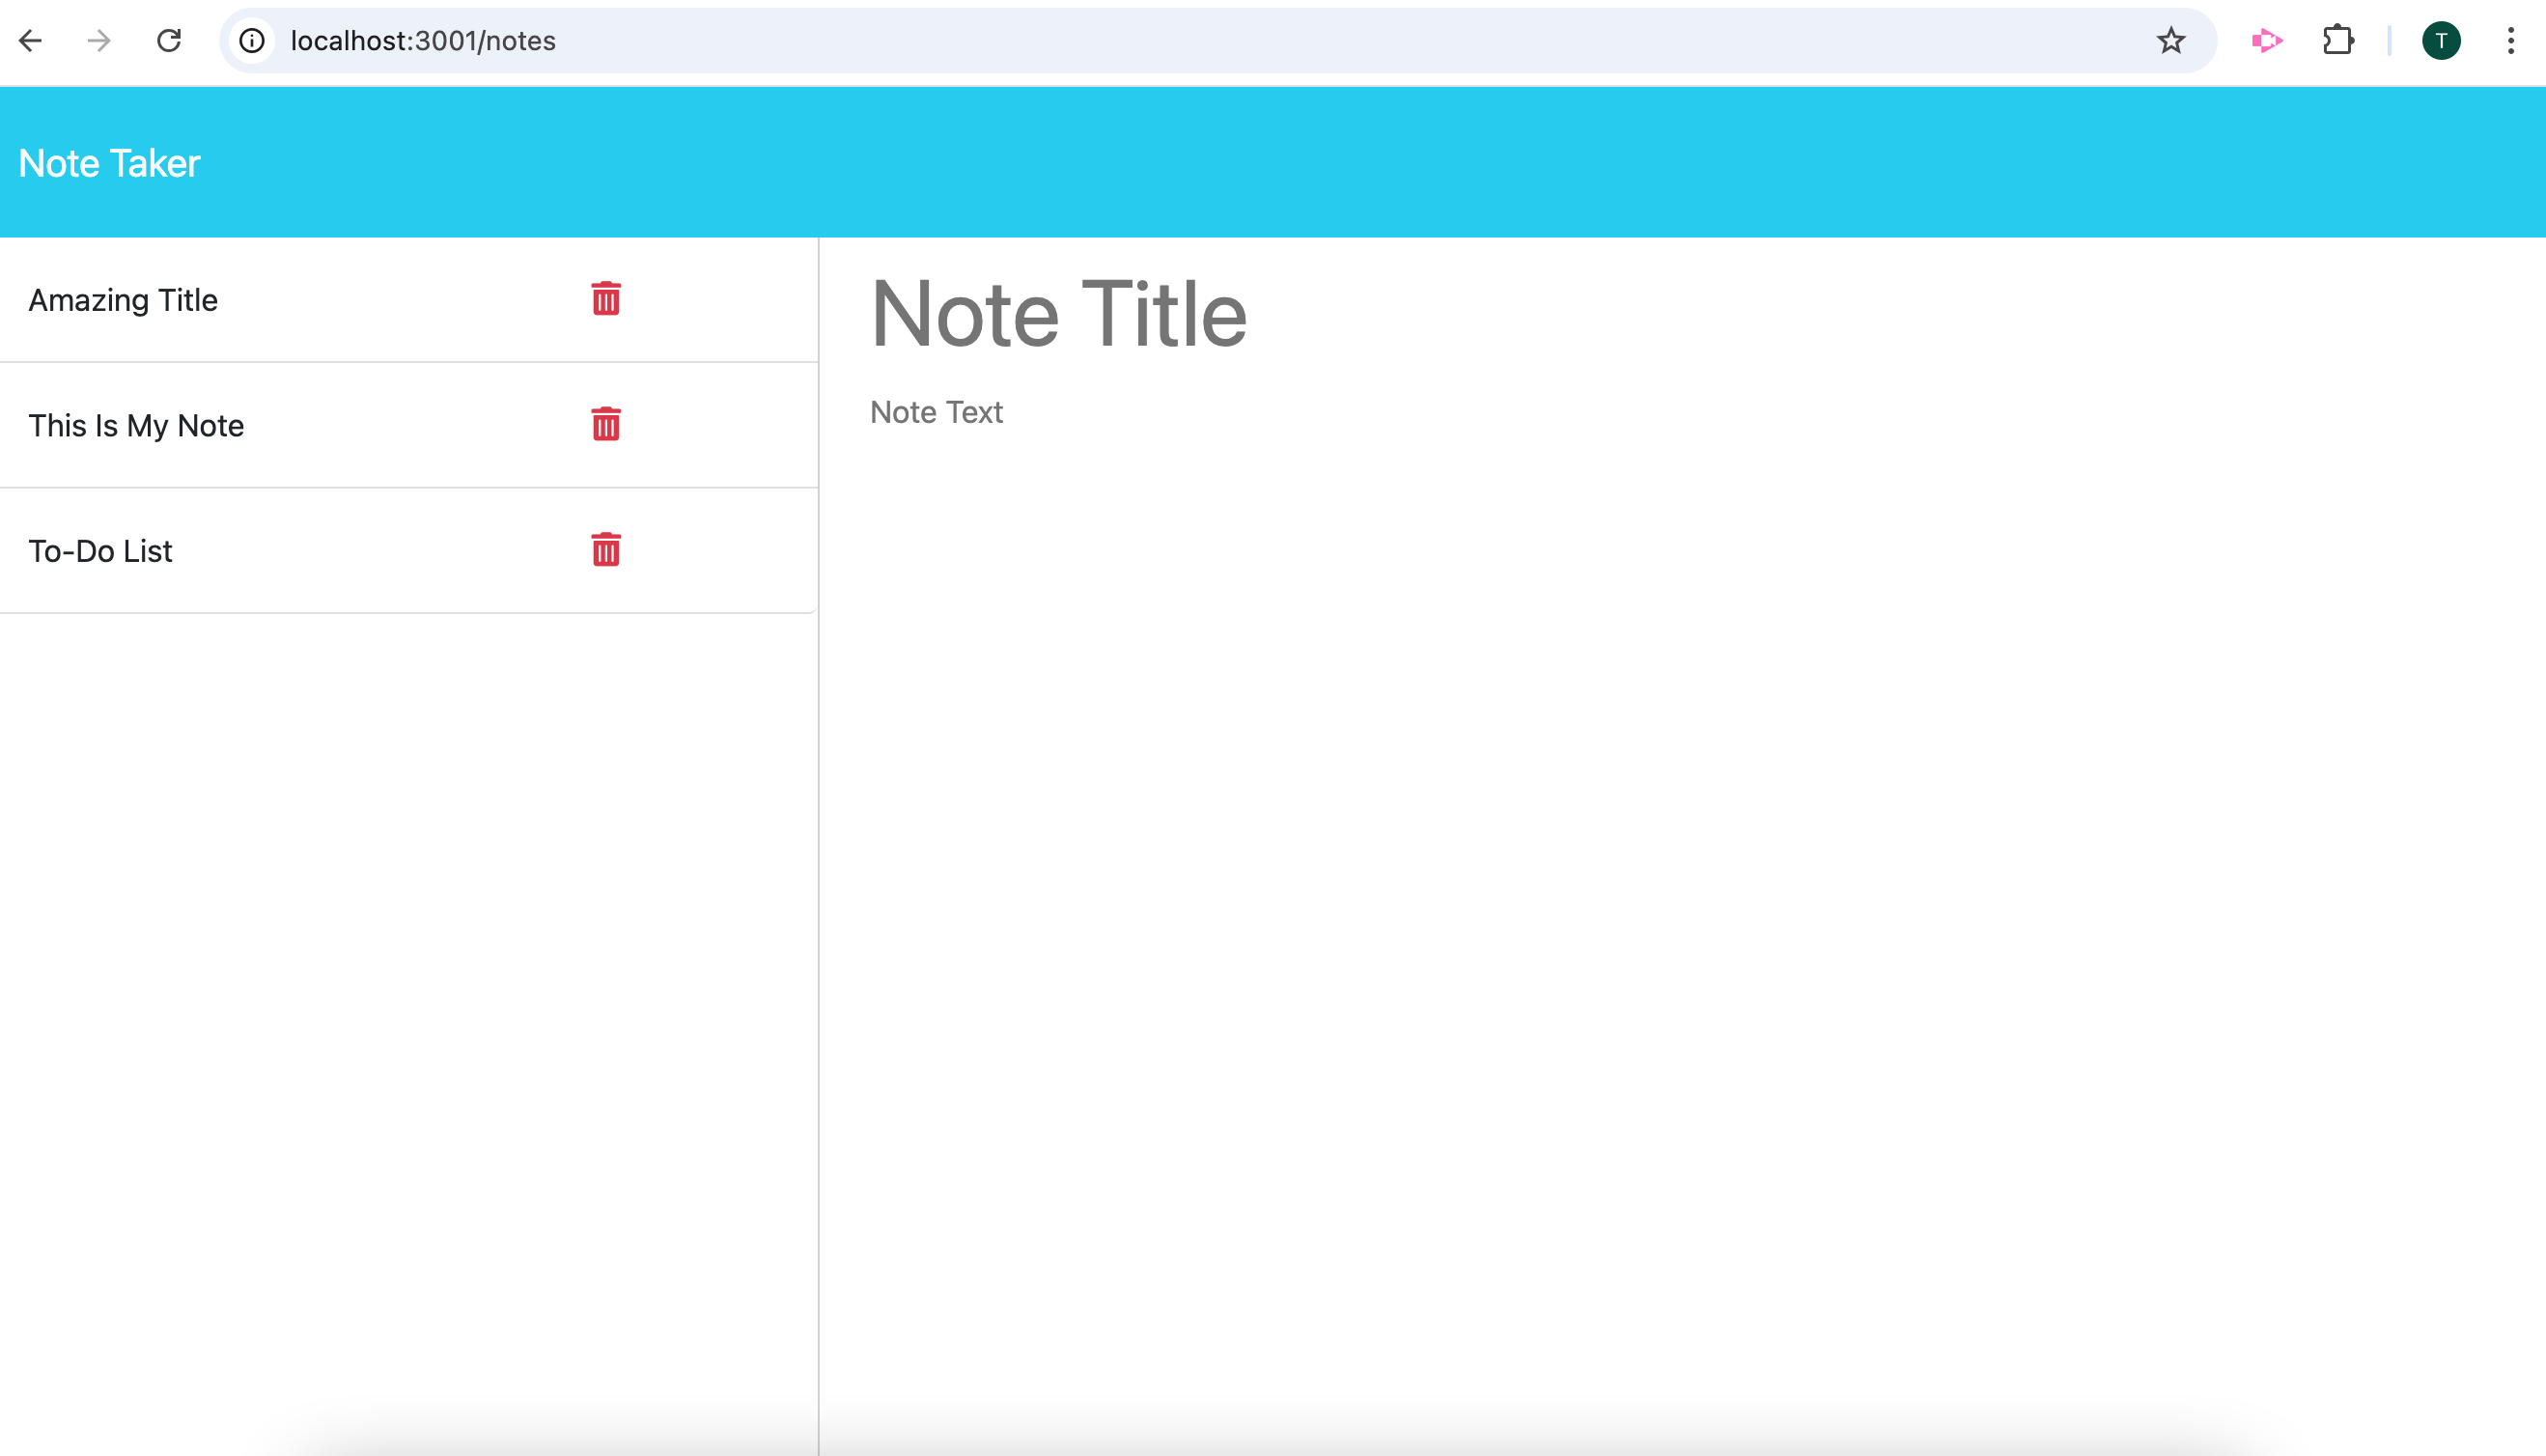 localhost:3001/notes
T
Note Taker
Amazing Title
This Is My Note
To-Do List
Note Title
Note Text